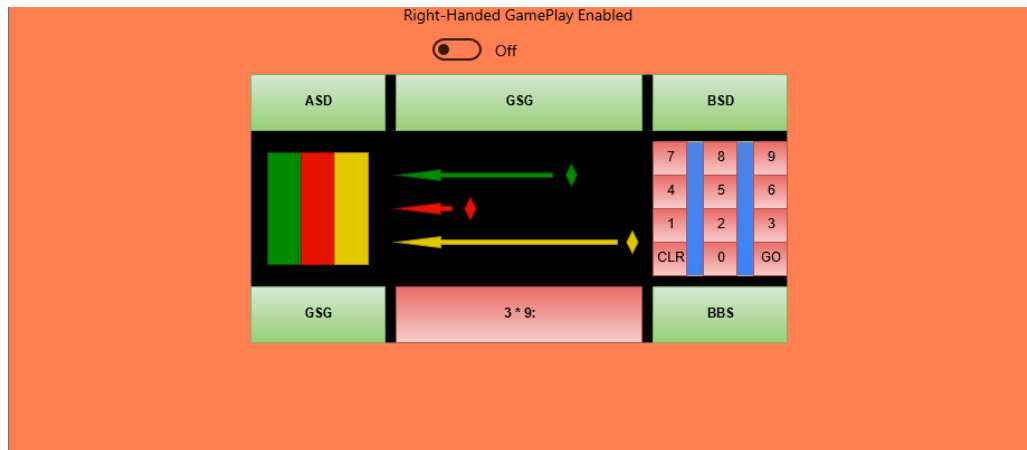 Right-Handed GamePlay Enabled
Off
ASD GSG BSD
7 8 9
4 5 6
1 2 3
CLR 0 GO
GSG 3 * 9: BBS